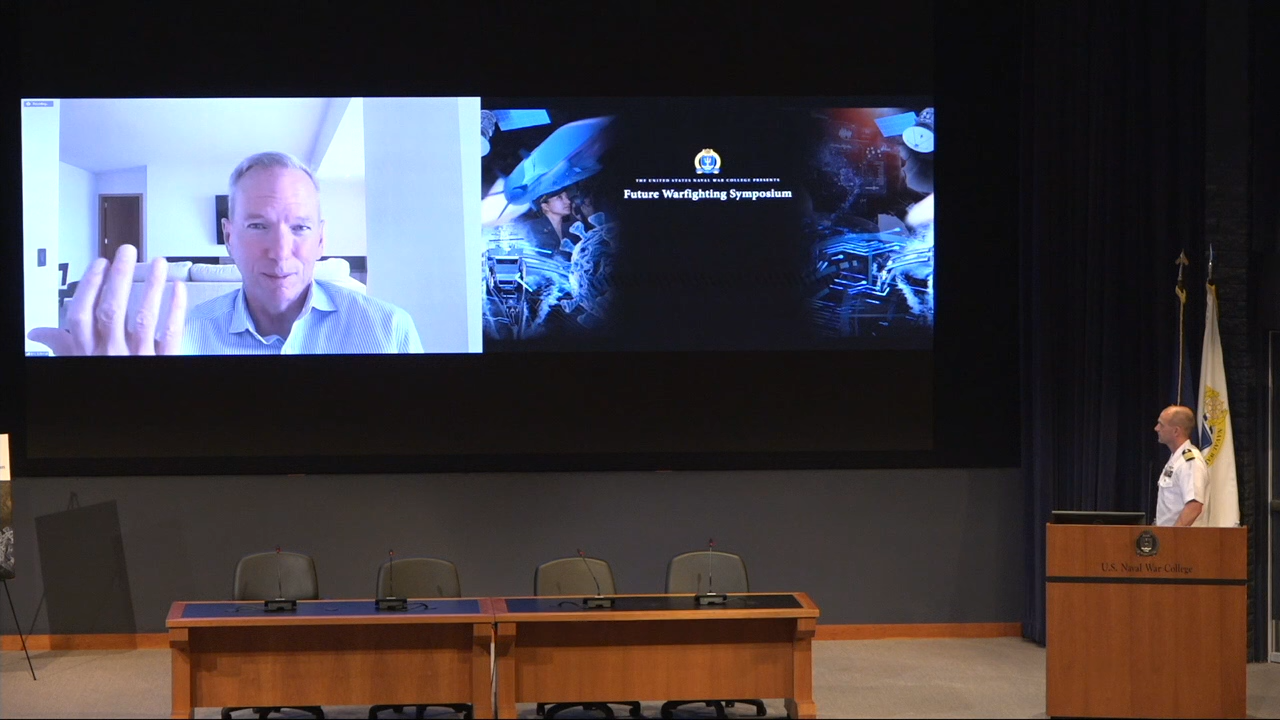 THE UNITED STATES NAVAL WAR COLLEGE PRESENTS
Future Warfighting Symposium
U.S. Naval War College